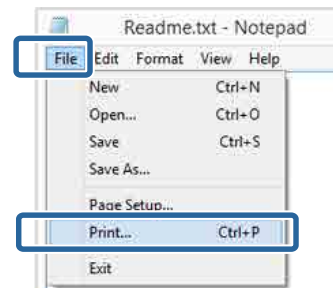 Readme.txt - Notepad
File Edit Format View Help
New Ctrl+N
Open... Ctrl+O
Save Ctrl+S
Save As...
Page Setup...
Print... Ctrl+P
Exit